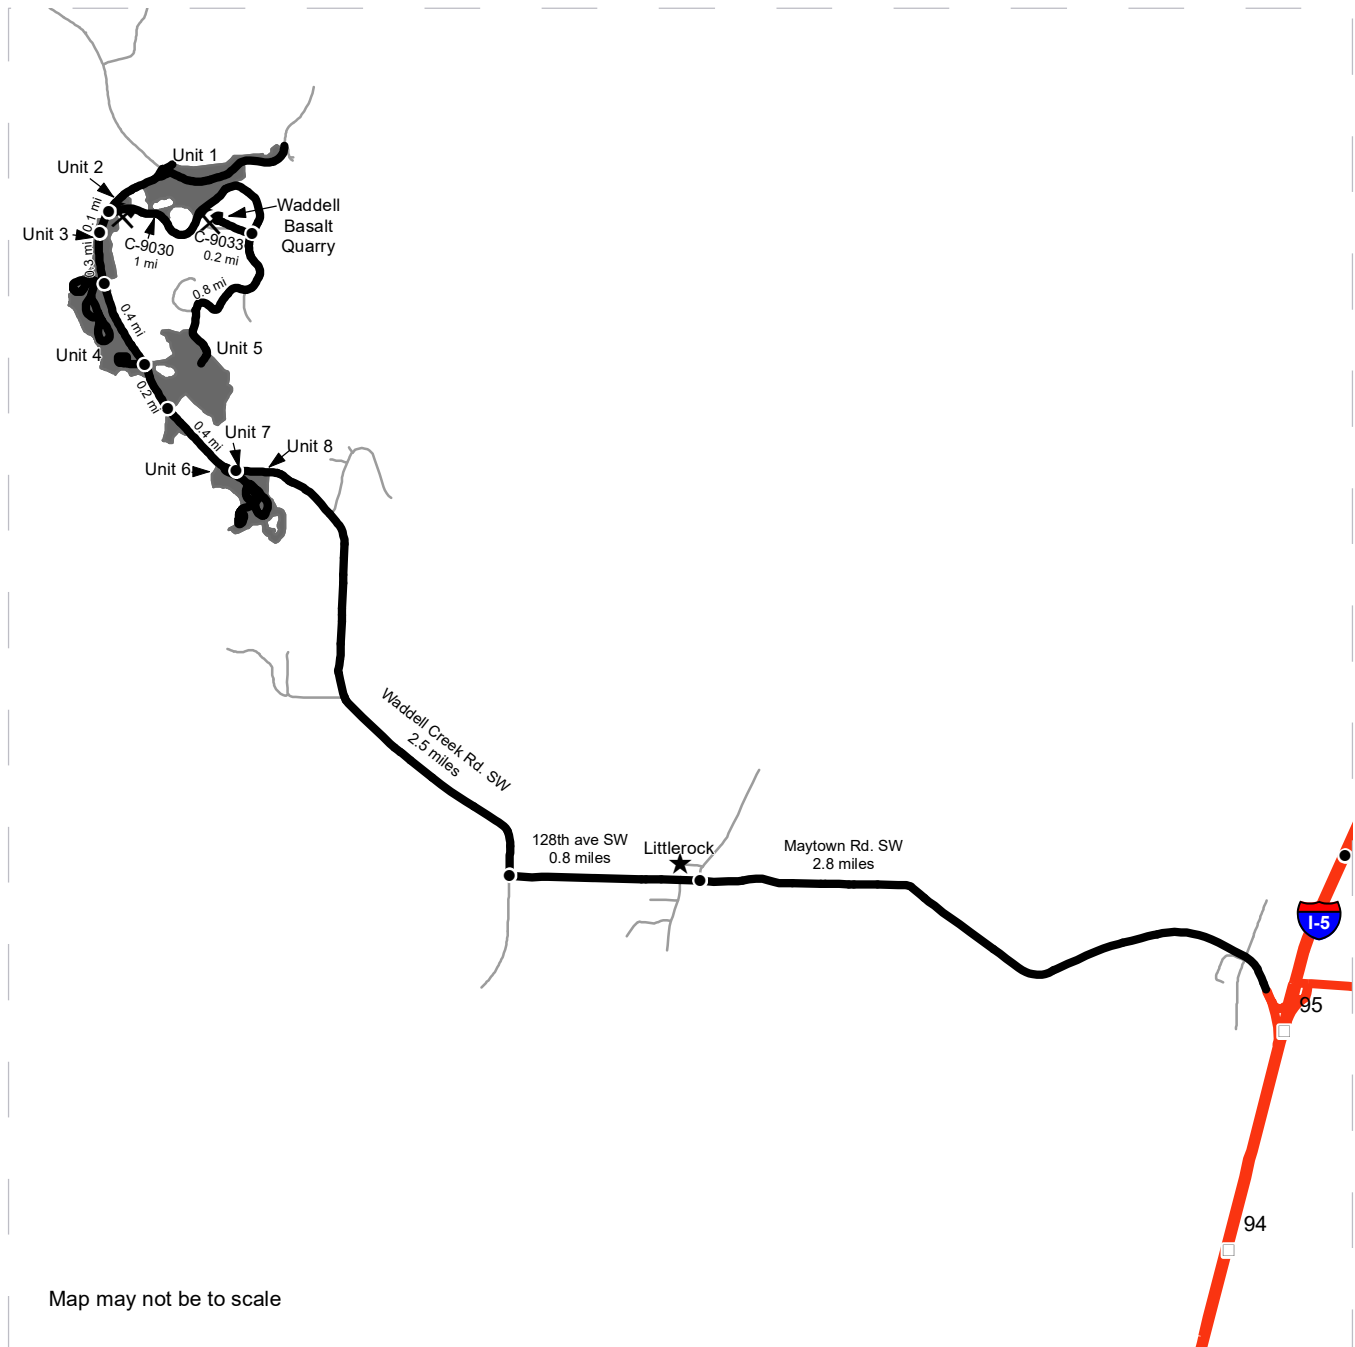 Unit 1
Unit 2
0.1 mi
Waddell
Basalt
Quarry
Unit 3
C-9030
1 mi
C-9033
0.2 mi
0.3 mi
0.8 mi
0.4 mi
Unit 5
Unit 4
0.2 mi
0.4 mi
Unit 7
Unit 8
Unit 6
Waddell Creek Rd. SW
2.5 miles
128th ave SW
0.8 miles
Littlerock
Maytown Rd. SW
2.8 miles
I-5
95
94
Map may not be to scale